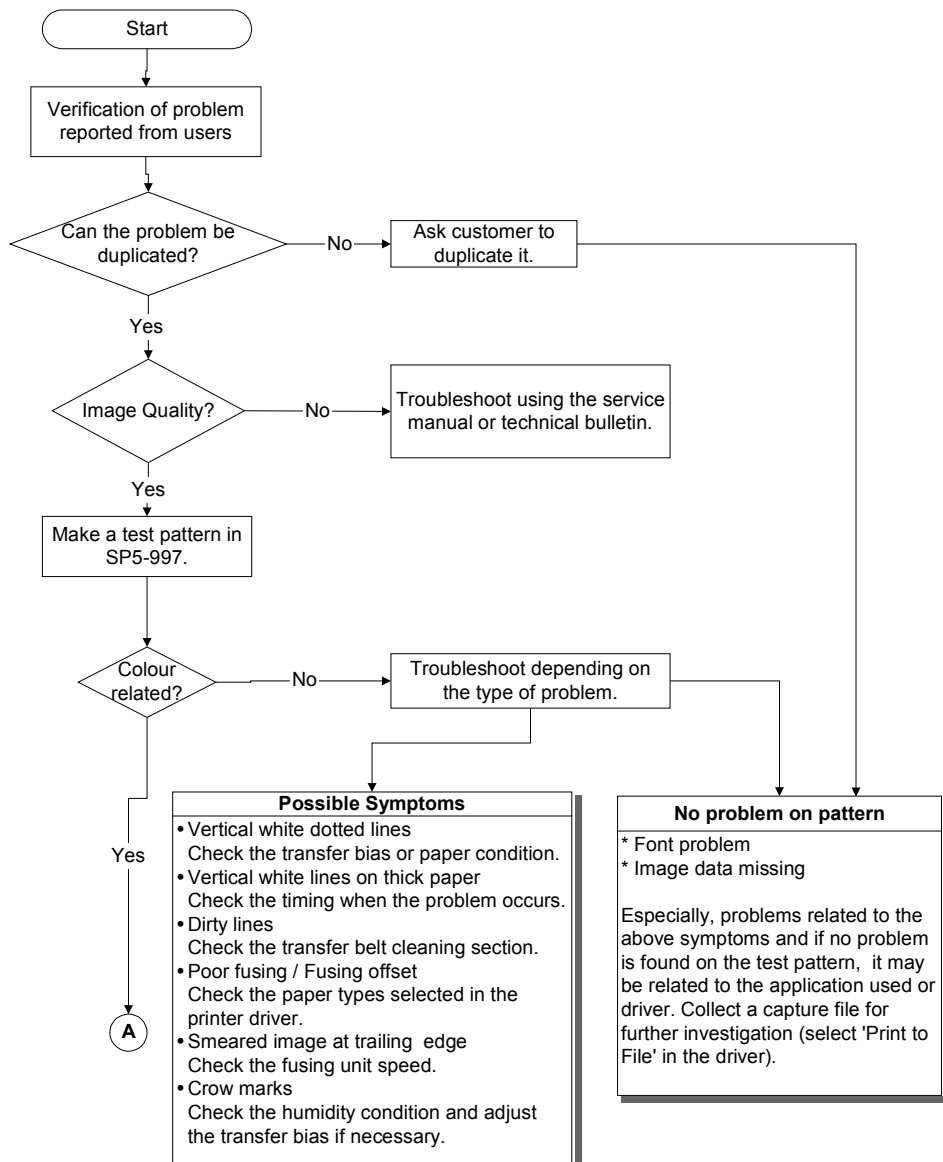 Start
Verification of problem
reported from users
Can the problem be
duplicated?
No
Ask customer to
duplicate it.
Yes
Image Quality?
No
Troubleshoot using the service
manual or technical bulletin.
Yes
Make a test pattern in
SP5-997.
Colour
related?
No
Troubleshoot depending on
the type of problem.
Yes
A
Possible Symptoms
• Vertical white dotted lines
Check the transfer bias or paper condition.
• Vertical white lines on thick paper
Check the timing when the problem occurs.
• Dirty lines
Check the transfer belt cleaning section.
• Poor fusing / Fusing offset
Check the paper types selected in the
printer driver.
• Smeared image at trailing edge
Check the fusing unit speed.
• Crow marks
Check the humidity condition and adjust
the transfer bias if necessary.
No problem on pattern
* Font problem
* Image data missing
Especially, problems related to the
above symptoms and if no problem
is found on the test pattern, it may
be related to the application used or
driver. Collect a capture file for
further investigation (select 'Print to
File' in the driver).